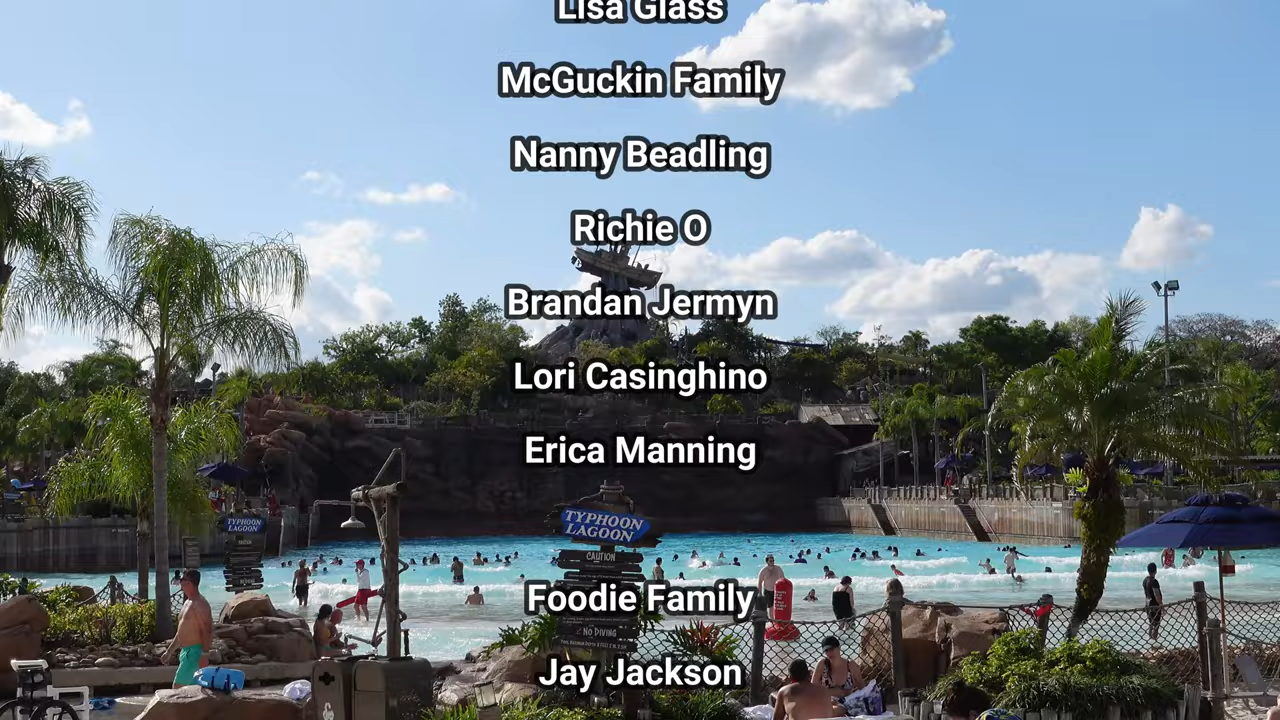 Lisa Glass
McGuckin Family
Nanny Beadling
Richie O
Brandan Jermyn
Lori Casinghino
Erica Manning
TYPHOON
LAGOON
TYPHOON
LAGOON
CAUTION
Foodie Family
NO DIVING
Jay Jackson